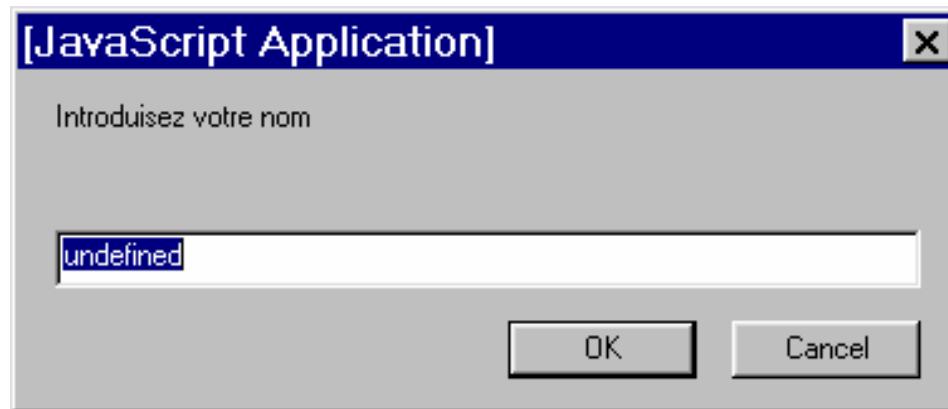 [JavaScript Application]
Introduisez votre nom
undefined
OK Cancel